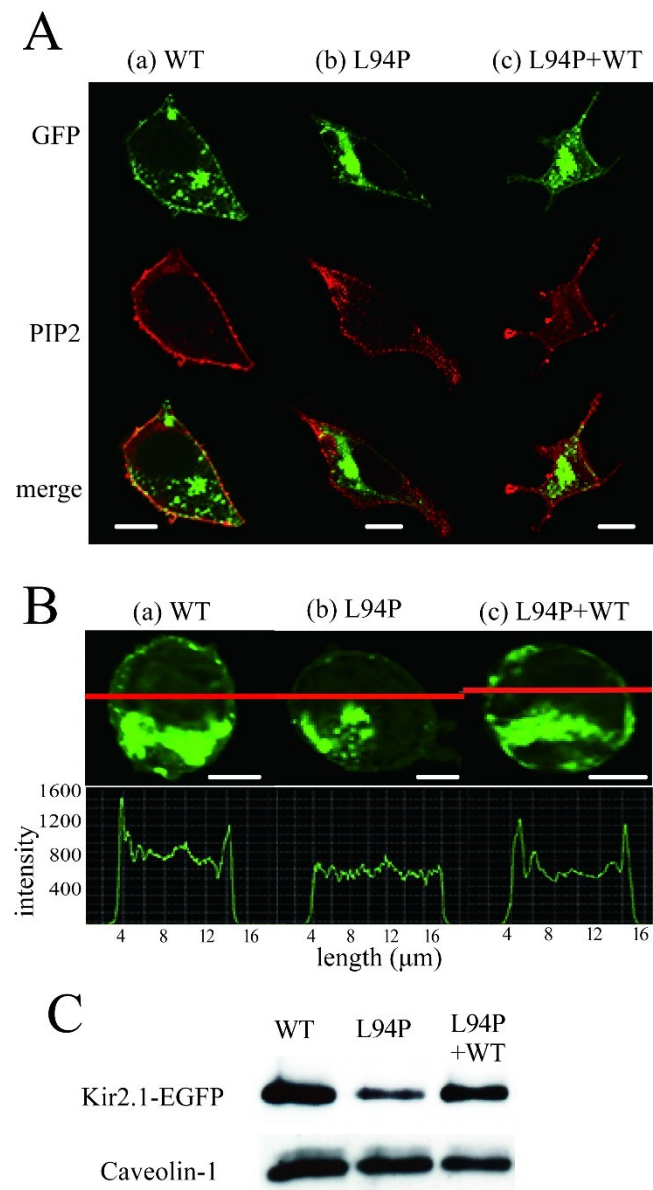 A
(a) WT (b) L94P (c) L94P+WT
GFP
PIP2
merge
B
(a) WT (b) L94P (c) L94P+WT
1600
1200
800
400
intensity
4 8 12 16 4 8 12 16 4 8 12 16
length (μm)
C
WT L94P L94P
+WT
Kir2.1-EGFP
Caveolin-1